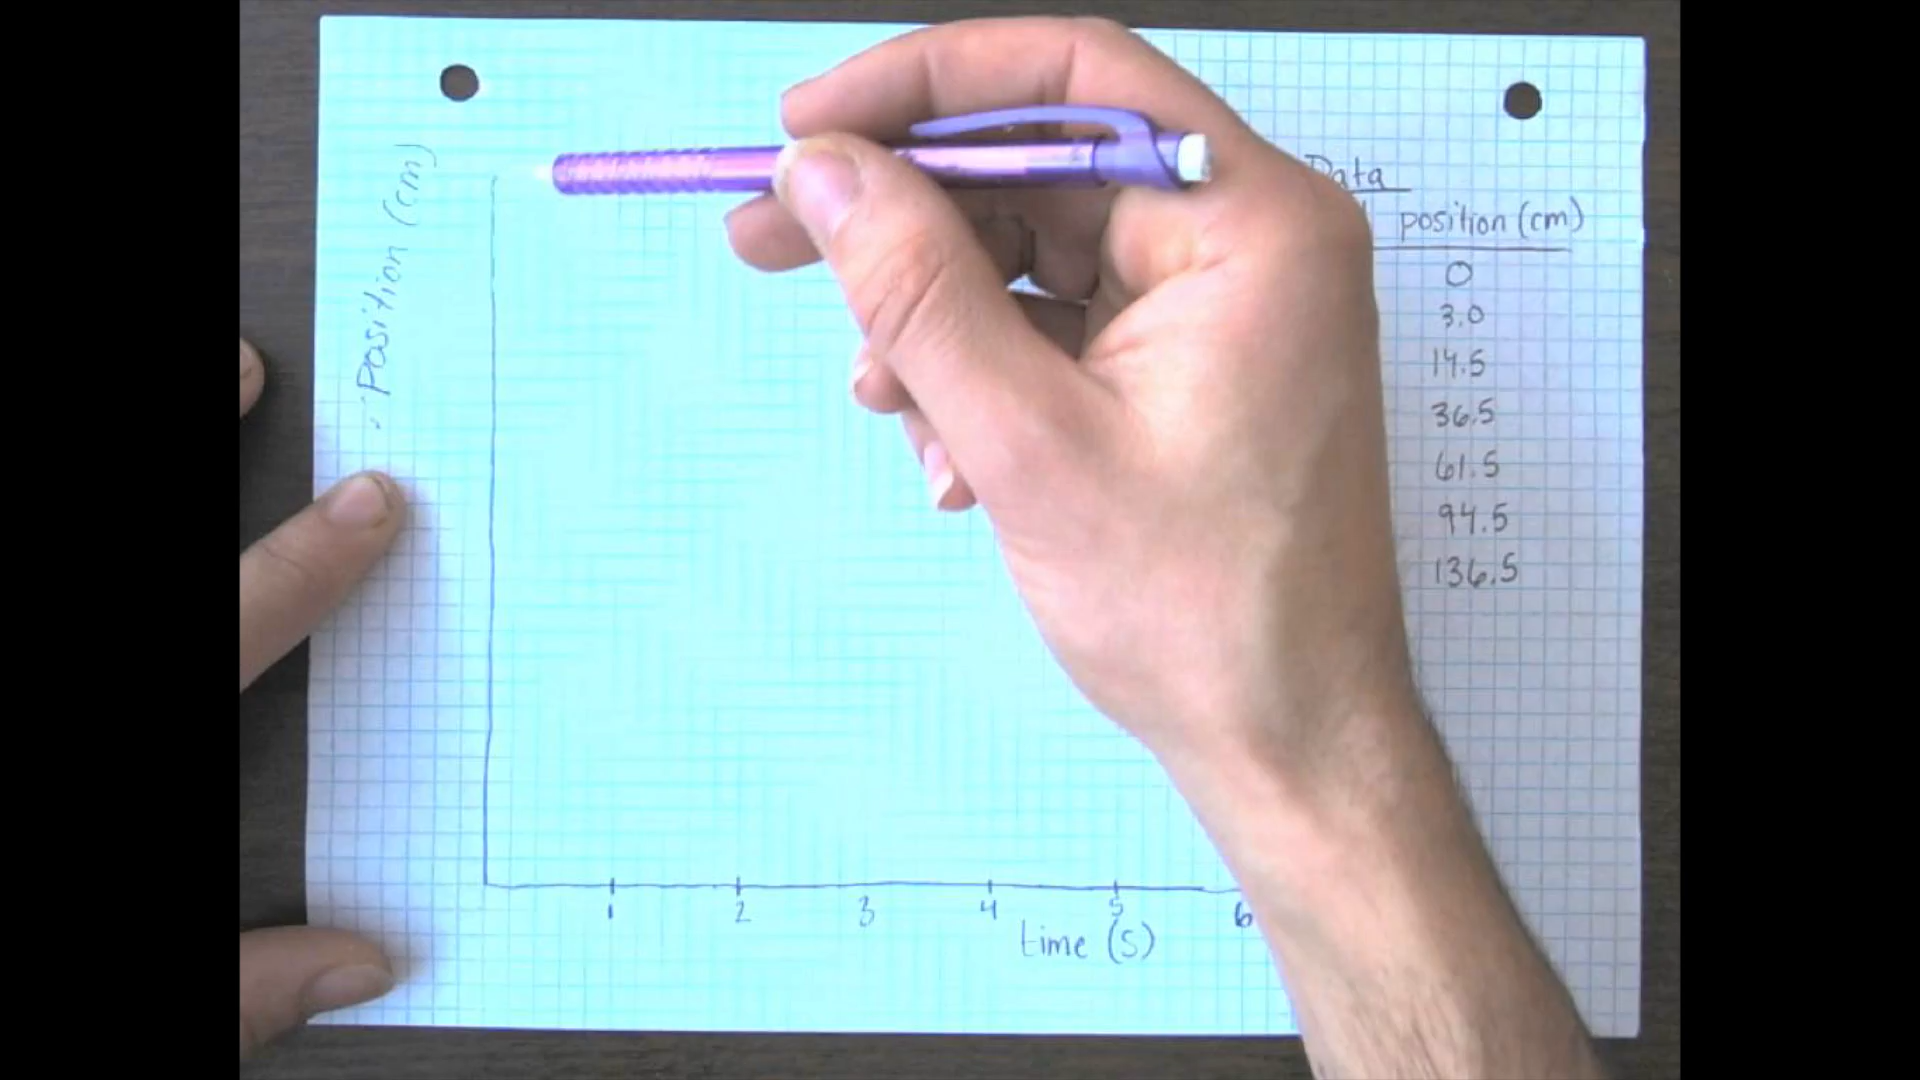 Position (cm)
Data
position (cm)
0
3.0
14.5
36.5
61.5
94.5
136.5
1 2 3 4 5 6
time (s)